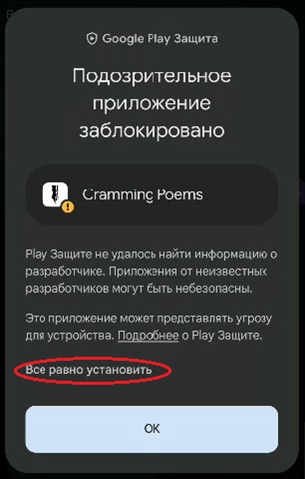 Google Play Защита
Подозрительное
приложение
заблокировано
Cramming Poems
Play Защите не удалось найти информацию о
разработчике. Приложения от неизвестных
разработчиков могут быть небезопасны.
Это приложение может представлять угрозу
для устройства. Подробнее о Play Защите.
Все равно установить
ОК